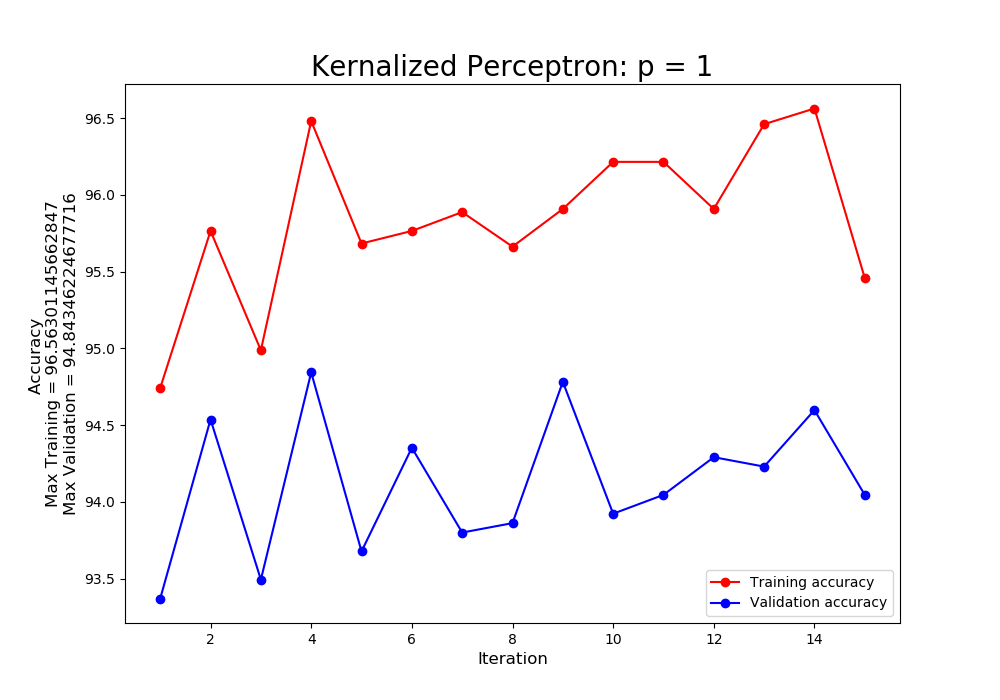 Kernalized Perceptron: p = 1
Accuracy
Max Training = 96.56301145662847
Max Validation = 94.84346224677716
96.5
96.0
95.5
95.0
94.5
94.0
93.5
2 4 6 8 10 12 14
Iteration
Training accuracy
Validation accuracy